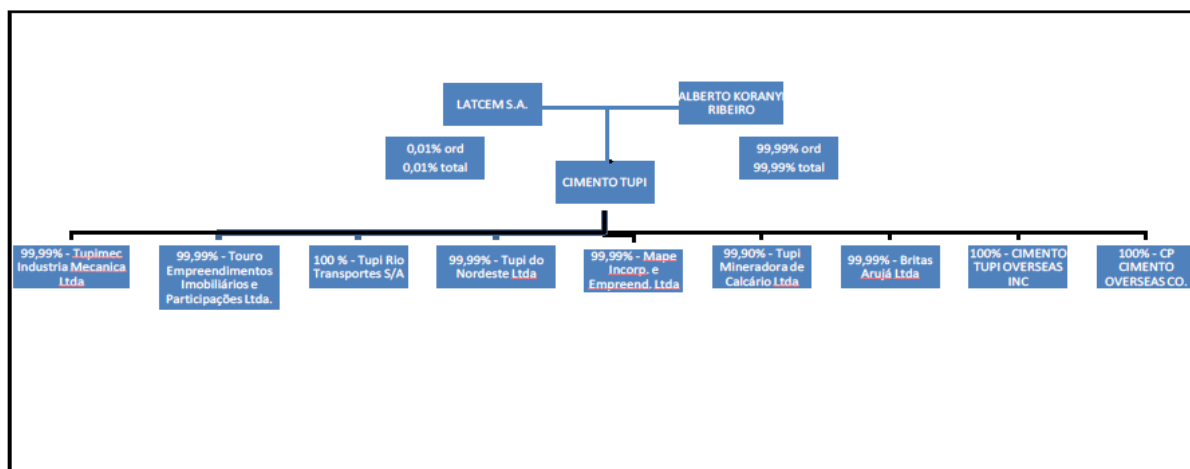 LATCEM S.A.
ALBERTO KORANYI
RIBEIRO
0,01% ord
0,01% total
99,99% ord
99,99% total
CIMENTO TUPI
99,99% - Tupimec
Industria Mecanica
Ltda
99,99% - Touro
Empreendimentos
Imobiliários e
Participações Ltda.
100 % - Tupi Rio
Transportes S/A
99,99% - Tupi do
Nordeste Ltda
99,99% - Mape
Incorp. e
Empreend. Ltda
99,90% - Tupi
Mineradora de
Calcário Ltda
99,99% - Britas
Arujá Ltda
100% - CIMENTO
TUPI OVERSEAS
INC
100% - CP
CIMENTO
OVERSEAS CO.